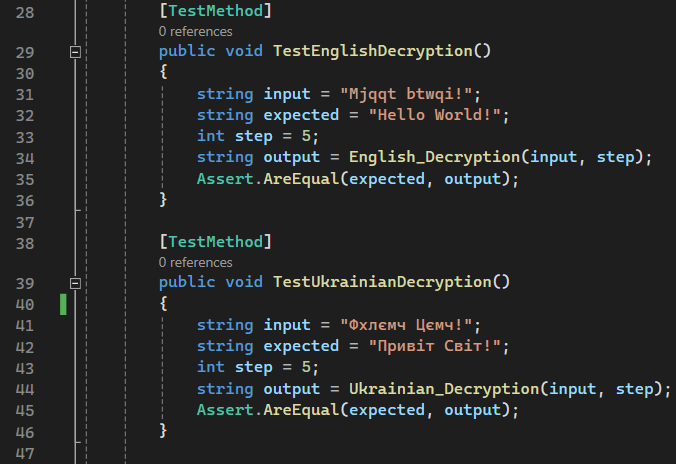 28 [TestMethod]
0 references
29 public void TestEnglishDecryption()
30 {
31 string input = "Mjqqt btwqi!";
32 string expected = "Hello World!";
33 int step = 5;
34 string output = English_Decryption(input, step);
35 Assert.AreEqual(expected, output);
36 }
37
38 [TestMethod]
0 references
39 public void TestUkrainianDecryption()
40 {
41 string input = "Фхлємч Цємч!";
42 string expected = "Привіт Світ!";
43 int step = 5;
44 string output = Ukrainian_Decryption(input, step);
45 Assert.AreEqual(expected, output);
46 }
47